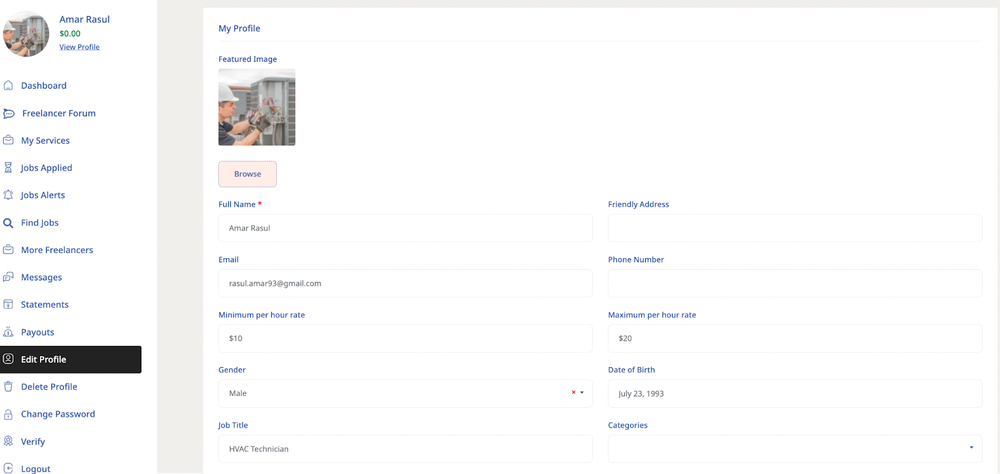 Amar Rasul
$0.00
View Profile
Dashboard
Freelancer Forum
My Services
Jobs Applied
Jobs Alerts
Find Jobs
More Freelancers
Messages
Statements
Payouts
Edit Profile
Delete Profile
Change Password
Verify
Logout
My Profile
Featured Image
Browse
Full Name *
Amar Rasul
Friendly Address
Email
rasul.amar93@gmail.com
Phone Number
Minimum per hour rate
$10
Maximum per hour rate
$20
Gender
Male
Date of Birth
July 23, 1993
Job Title
HVAC Technician
Categories